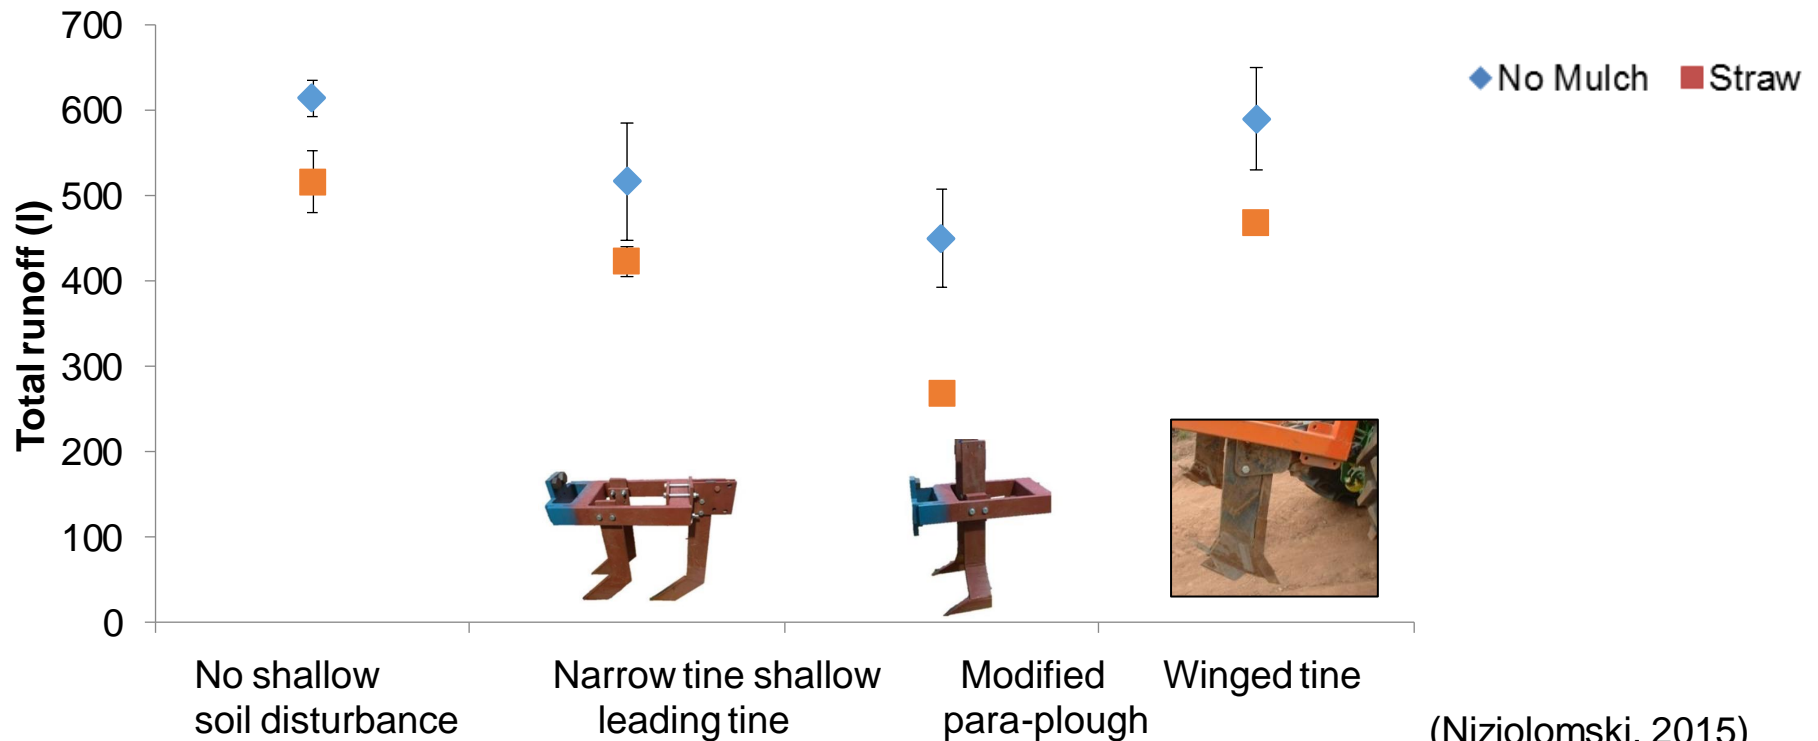 700
600
500
400
300
200
100
0
Total runoff (l)
No Mulch
Straw
No shallow
soil disturbance
Narrow tine shallow
leading tine
Modified
para-plough
Winged tine
(Niziolomski, 2015)